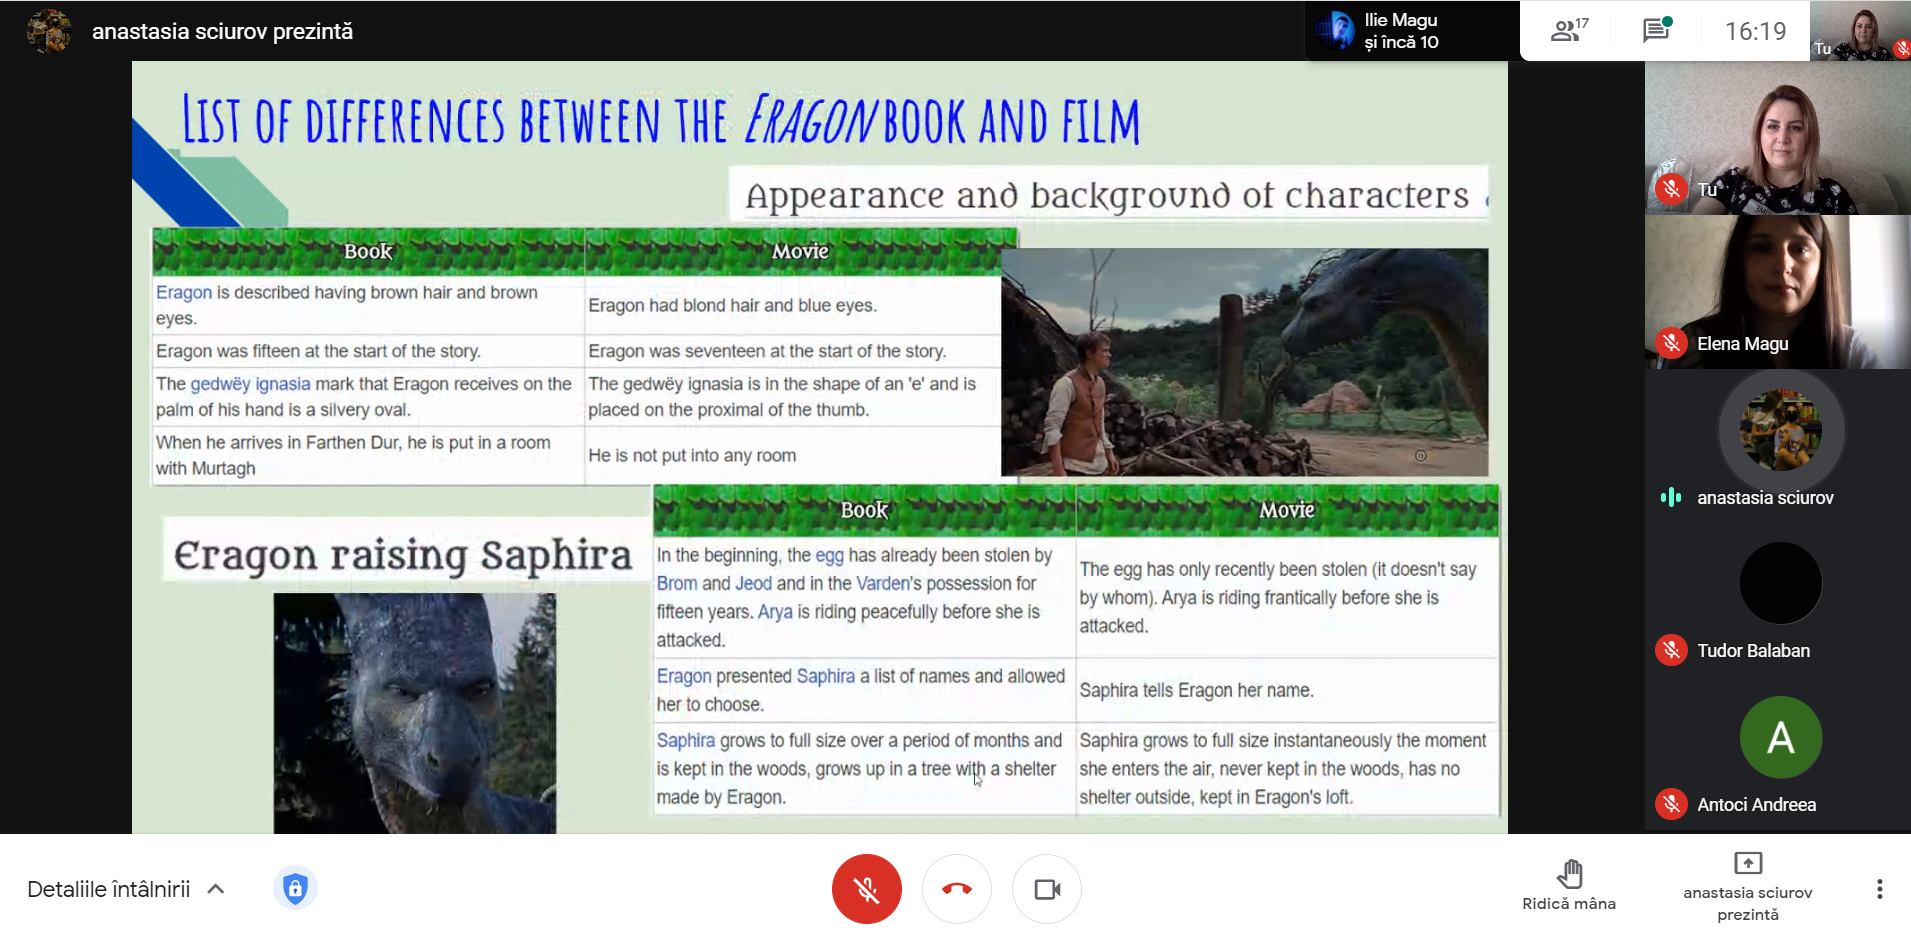 anastasia sciurov prezintă
Ilie Magu
și încă 10
17
16:19
Tu
LIST OF DIFFERENCES BETWEEN THE ERAGON BOOK AND FILM
Appearance and background of characters
Book
Movie
Eragon is described having brown hair and brown
eyes.
Eragon had blond hair and blue eyes.
Eragon was fifteen at the start of the story.
Eragon was seventeen at the start of the story.
The gedwëy ignasia mark that Eragon receives on the
palm of his hand is a silvery oval.
The gedwëy ignasia is in the shape of an 'e' and is
placed on the proximal of the thumb.
When he arrives in Farthen Dur, he is put in a room
with Murtagh
He is not put into any room
Eragon raising Saphira
Book
Movie
In the beginning, the egg has already been stolen by
Brom and Jeod and in the Varden's possession for
fifteen years. Arya is riding peacefully before she is
attacked.
The egg has only recently been stolen (it doesn't say
by whom). Arya is riding frantically before she is
attacked.
Eragon presented Saphira a list of names and allowed
her to choose.
Saphira tells Eragon her name.
Saphira grows to full size over a period of months and
is kept in the woods, grows up in a tree with a shelter
made by Eragon.
Saphira grows to full size instantaneously the moment
she enters the air, never kept in the woods, has no
shelter outside, kept in Eragon's loft.
Tu
Elena Magu
anastasia sciurov
Tudor Balaban
A
Antoci Andreea
Detaliile întâlnirii
Ridică mâna
anastasia sciurov
prezintă